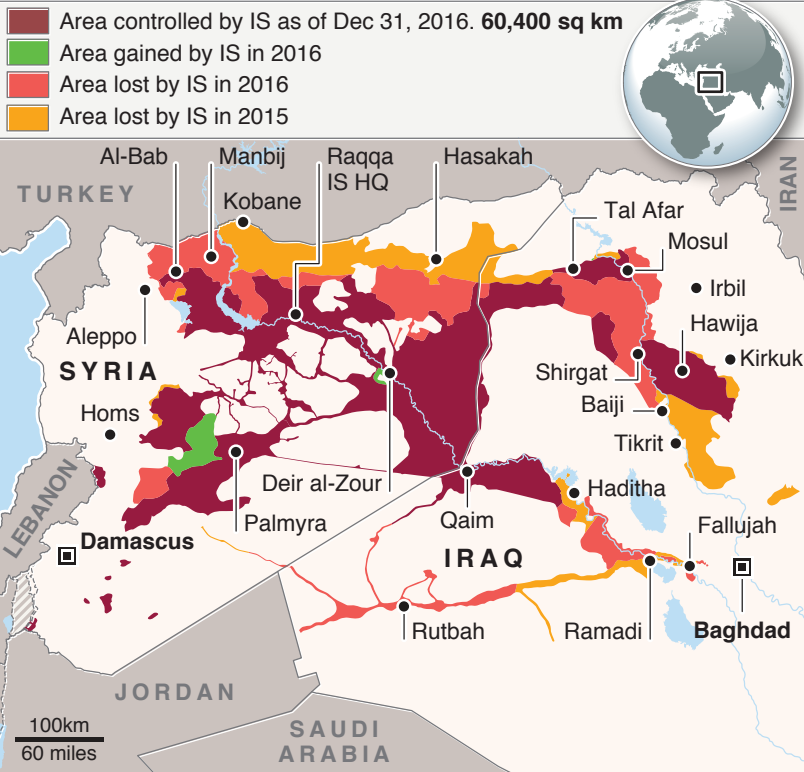 Area controlled by IS as of Dec 31, 2016. 60,400 sq km
Area gained by IS in 2016
Area lost by IS in 2016
Area lost by IS in 2015
Al-Bab
Manbij
Raqqa
IS HQ
Hasakah
IRAN
TURKEY
Kobane
Tal Afar
Mosul
Irbil
Hawija
Aleppo
SYRIA
Kirkuk
Shirgat
Baiji
Homs
Tikrit
LEBANON
Deir al-Zour
Haditha
Palmyra
Qaim
Fallujah
Damascus
IRAQ
Rutbah
Ramadi
Baghdad
JORDAN
100km
60 miles
SAUDI
ARABIA